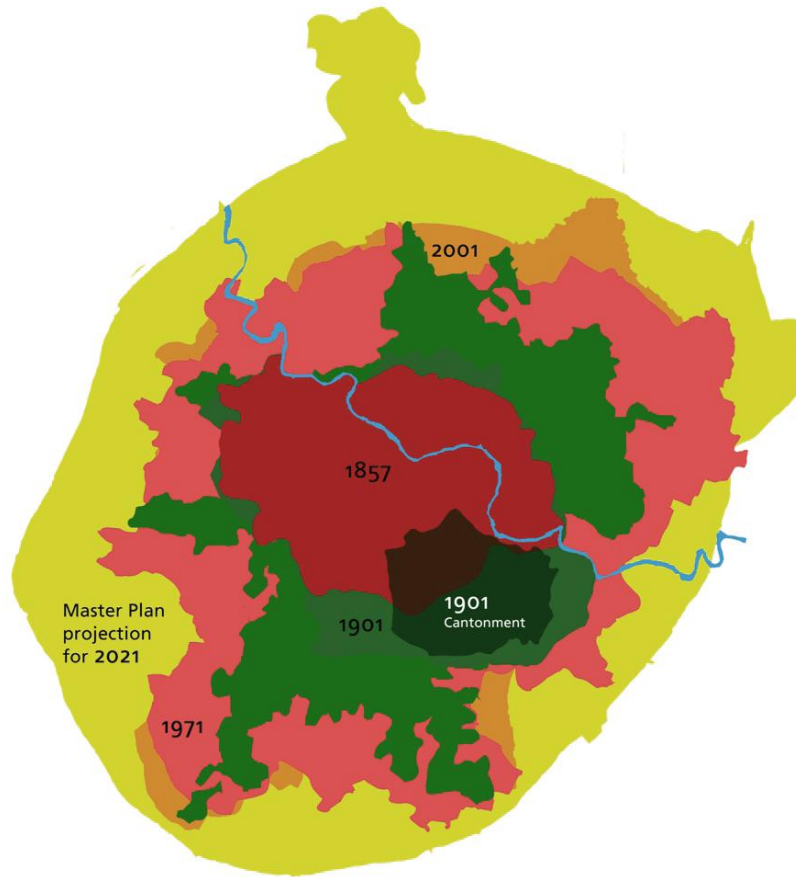 2001
1857
1901
Cantonment
1901
Master Plan
projection
for 2021
1971